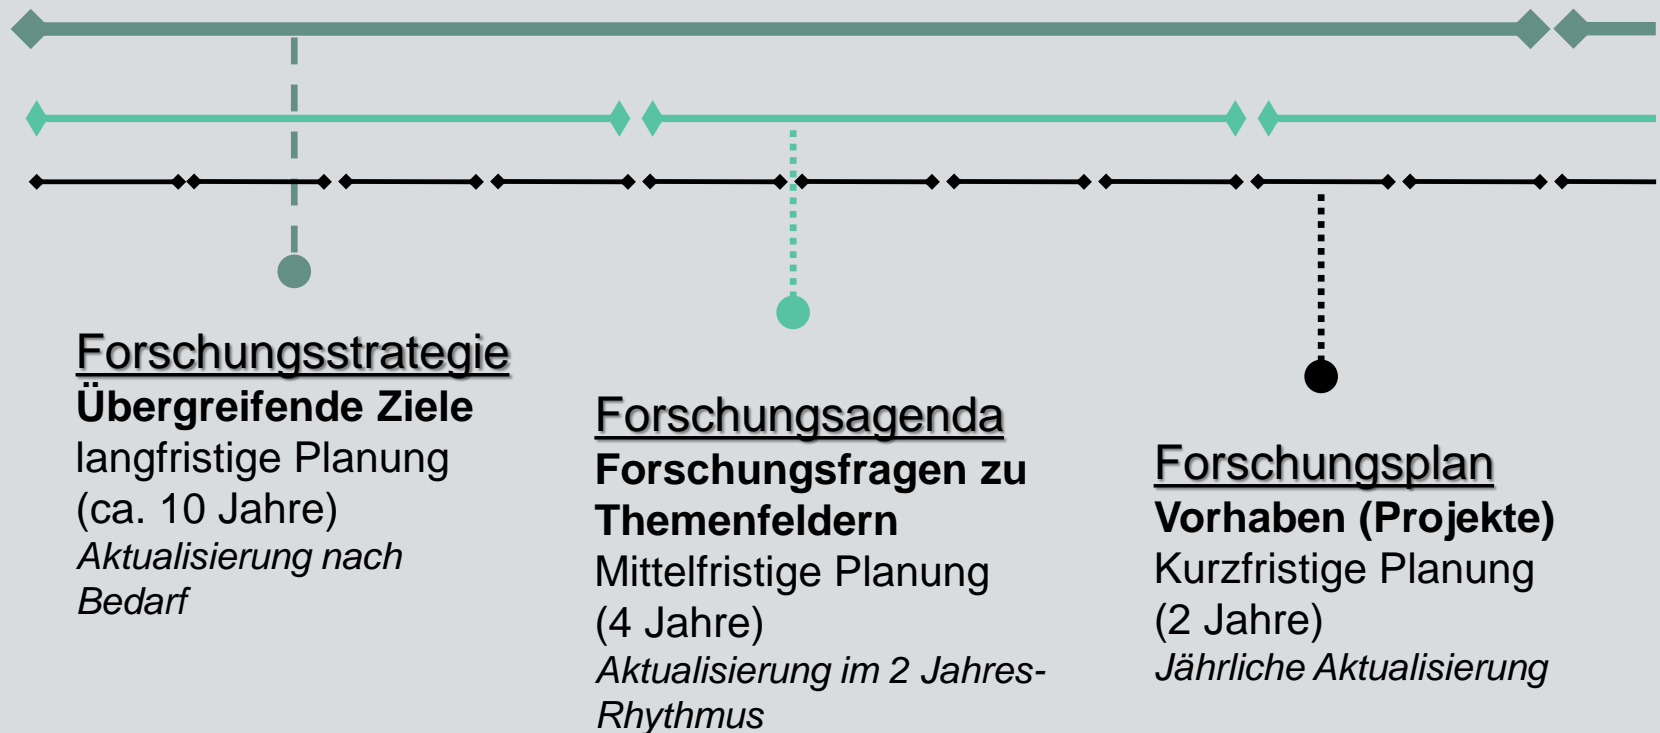 Forschungsstrategie
Übergreifende Ziele
langfristige Planung
(ca. 10 Jahre)
Aktualisierung nach
Bedarf
Forschungsagenda
Forschungsfragen zu
Themenfeldern
Mittelfristige Planung
(4 Jahre)
Aktualisierung im 2 Jahres-
Rhythmus
Forschungsplan
Vorhaben (Projekte)
Kurzfristige Planung
(2 Jahre)
Jährliche Aktualisierung